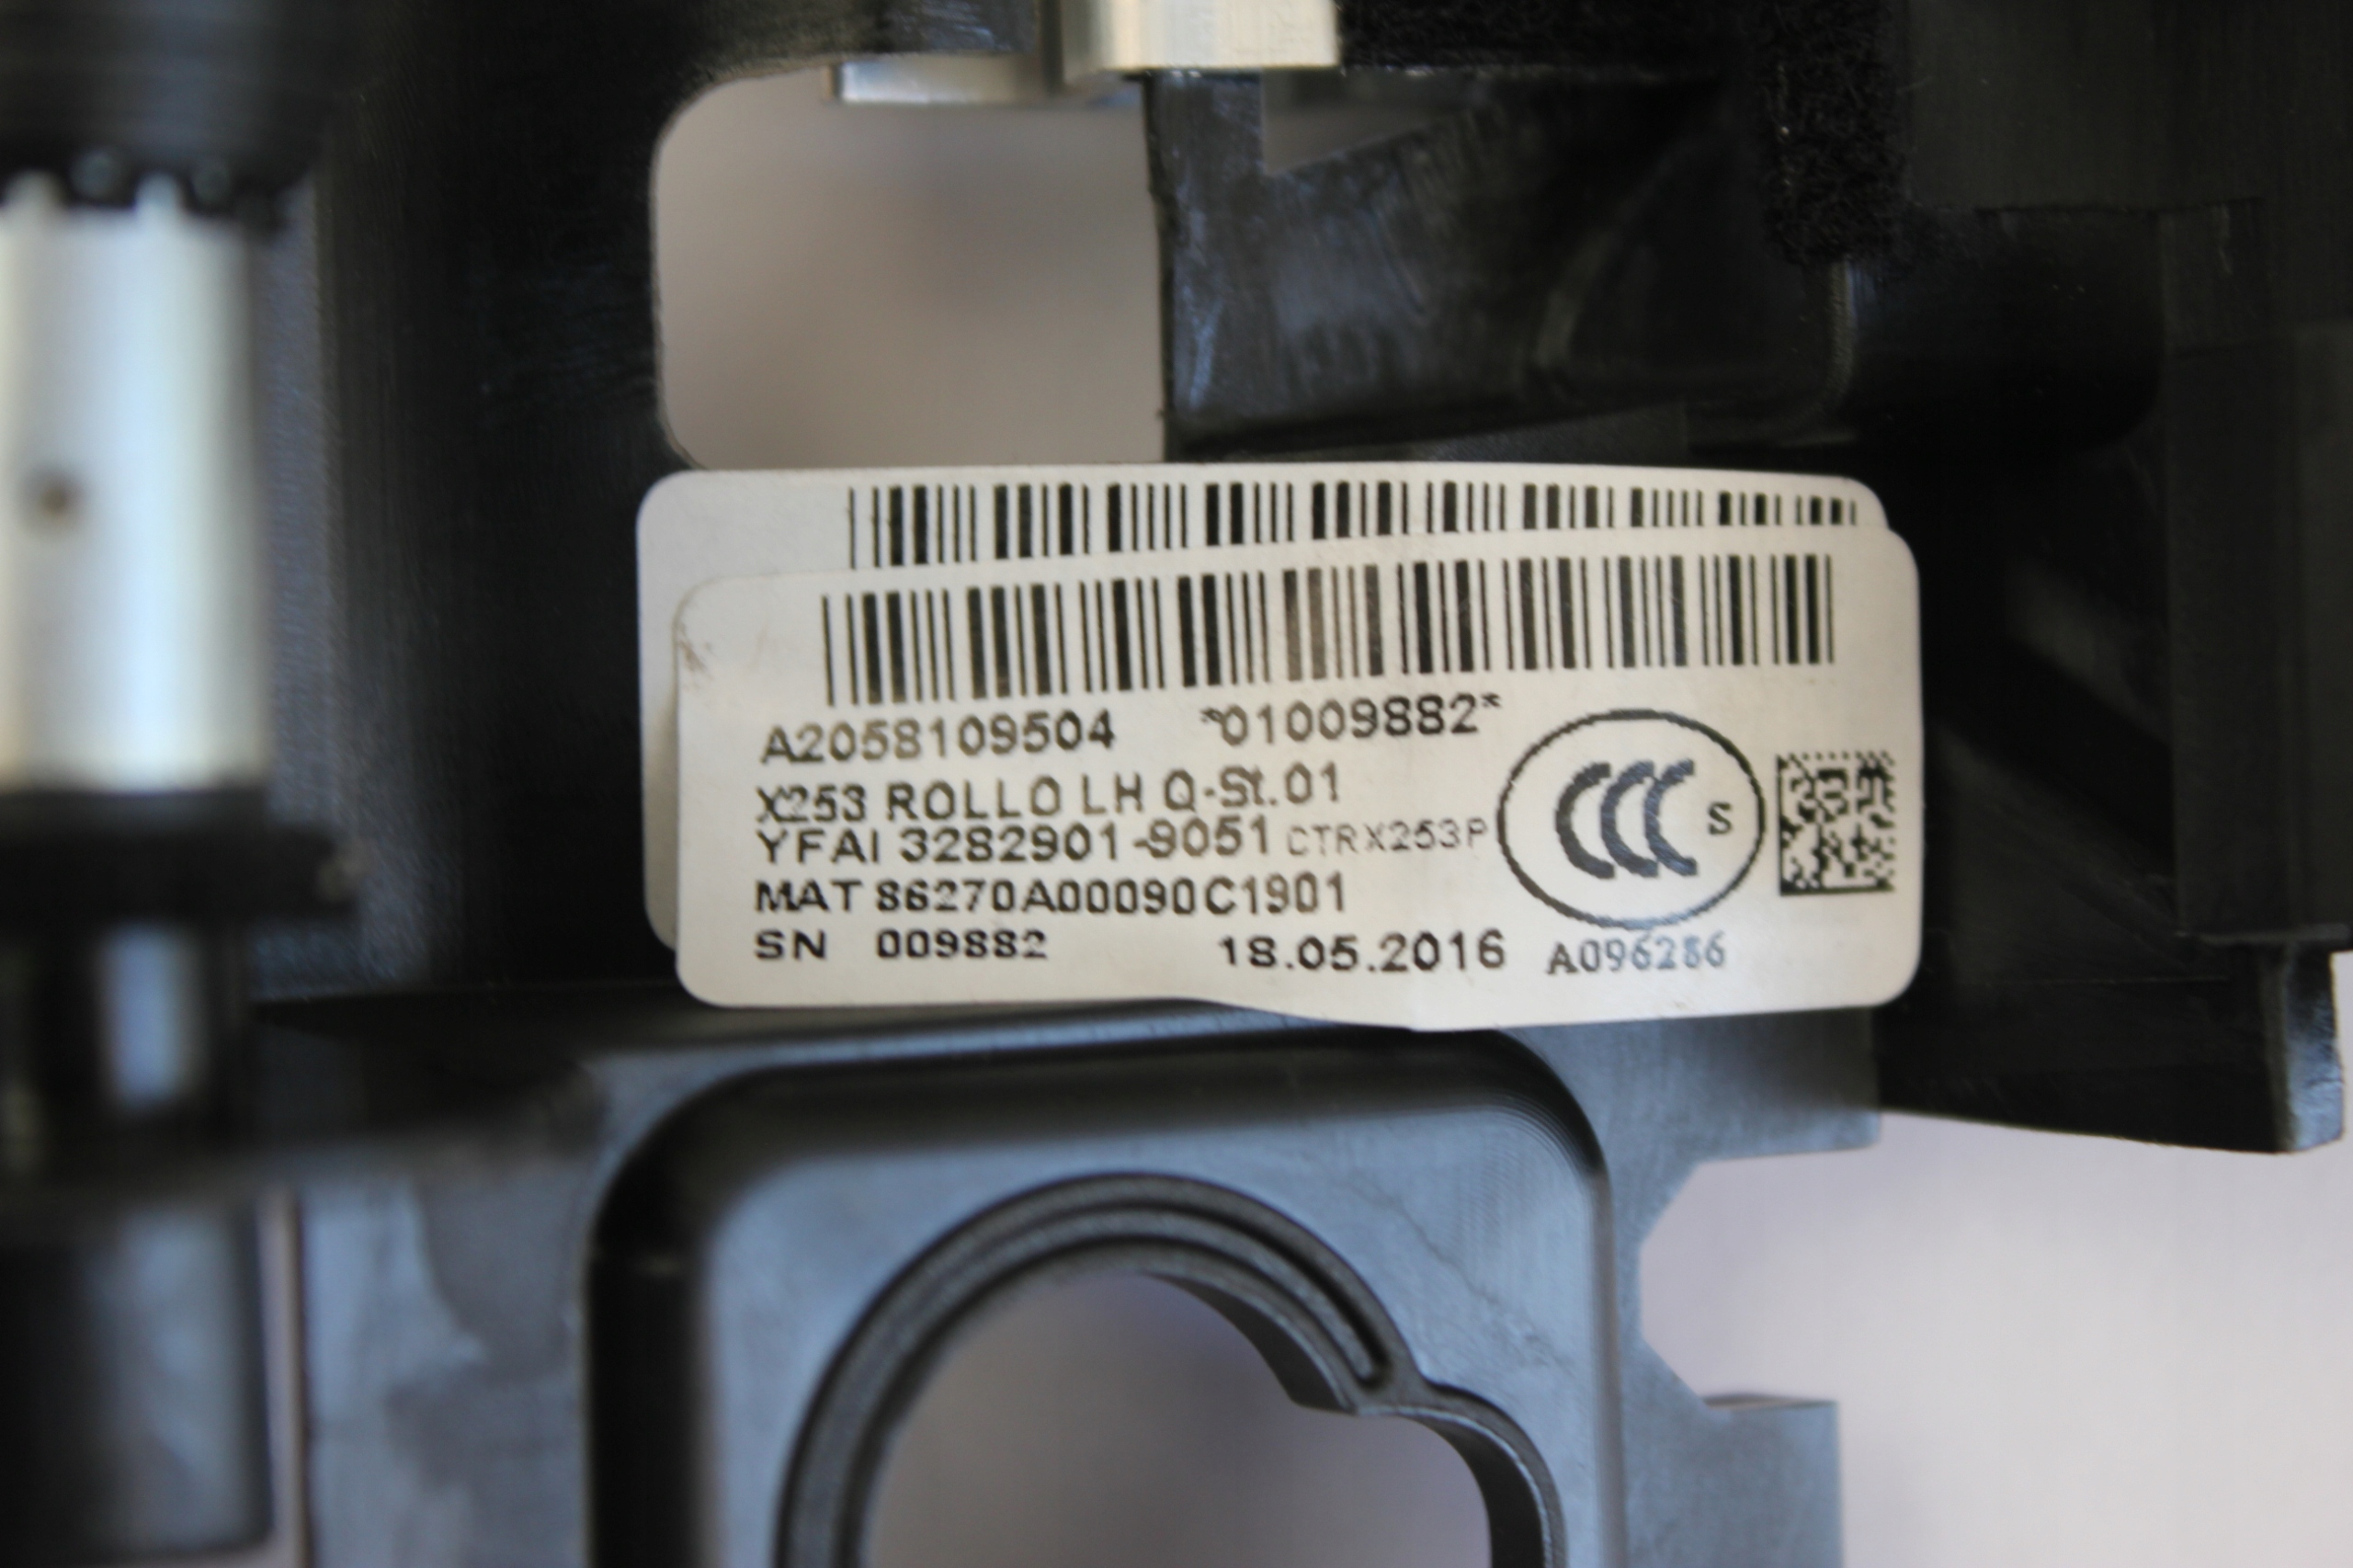 A2058109504 *01009882*
X253 ROLLO LH Q-St.01
YFAI 3282901-9051 CTRX253P
CCC S
MAT 86270A00090C1901
SN 009882 18.05.2016 A096286